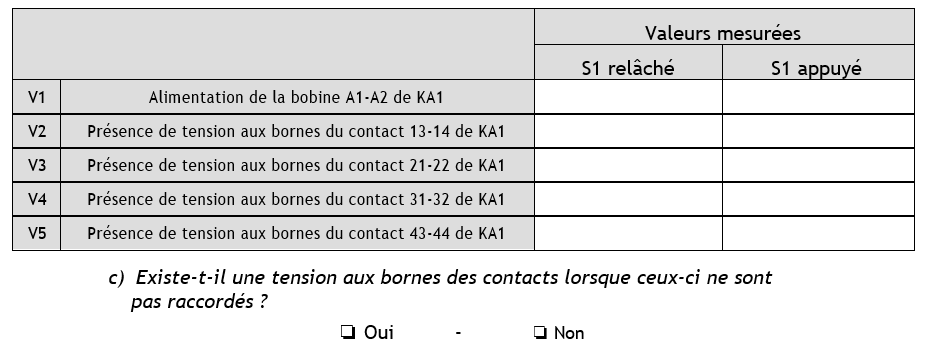 Valeurs mesurées
S1 relâché S1 appuyé
V1 Alimentation de la bobine A1-A2 de KA1
V2 Présence de tension aux bornes du contact 13-14 de KA1
V3 Présence de tension aux bornes du contact 21-22 de KA1
V4 Présence de tension aux bornes du contact 31-32 de KA1
V5 Présence de tension aux bornes du contact 43-44 de KA1
c) Existe-t-il une tension aux bornes des contacts lorsque ceux-ci ne sont
pas raccordés ?
❏ Oui - ❏ Non